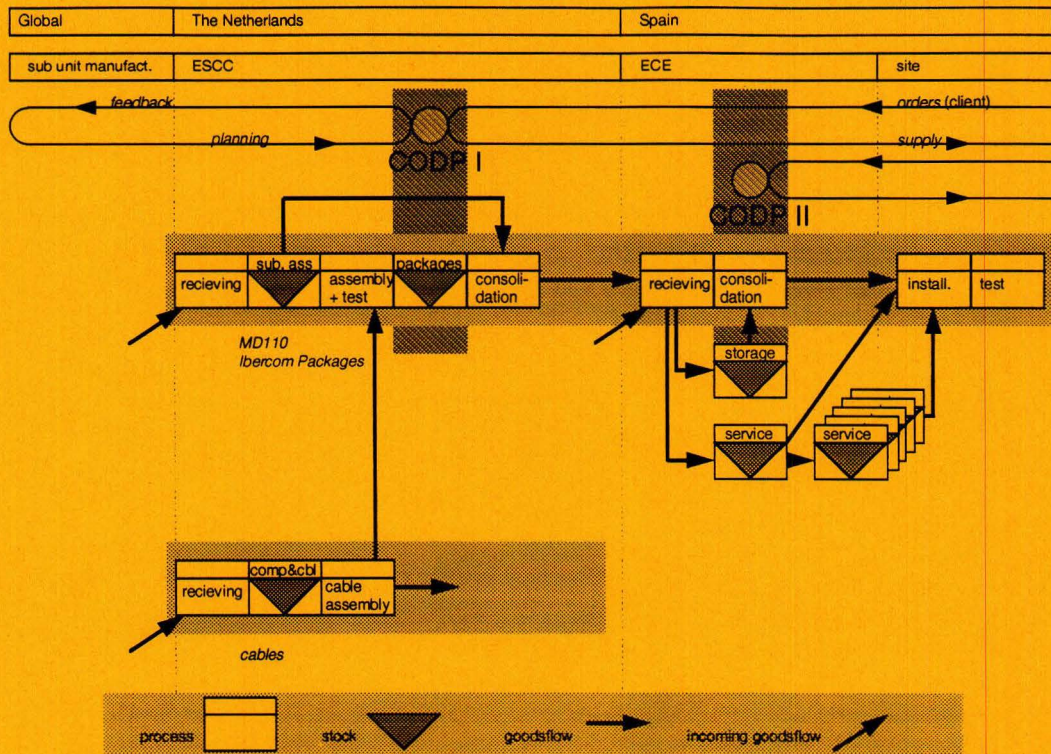 Global The Netherlands Spain
sub unit manufact. ESCC ECE site
feedback orders (client)
planning supply
CODP I
CODP II
sub. ass packages
recieving assembly consoli-
+ test dation
recieving consoli-
dation
install. test
MD110
Ibercom Packages
storage
service service
comp&cbl
recieving cable
assembly
cables
process stock goodsflow incoming goodsflow